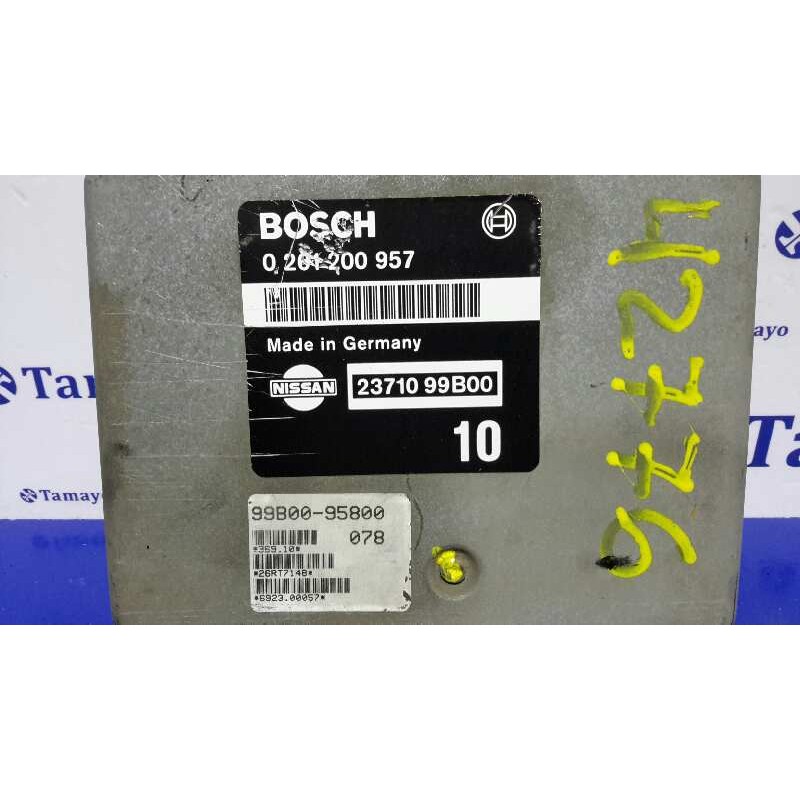 BOSCH
0 261 200 957
Made in Germany
NISSAN
23710 99B00
10
99B00-95800
078
*369.10*
*26RT7148*
*6923.00057*
Tamayo
Tamayo